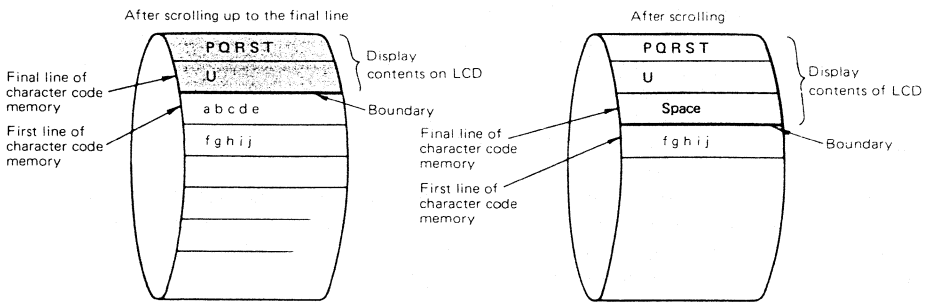 After scrolling up to the final line
PQRST
U
abcde
fghij
Display
contents on LCD
Boundary
Final line of
character code
memory
First line of
character code
memory
After scrolling
PQRST
U
Space
fghij
Display
contents of LCD
Boundary
Final line of
character code
memory
First line of
character code
memory